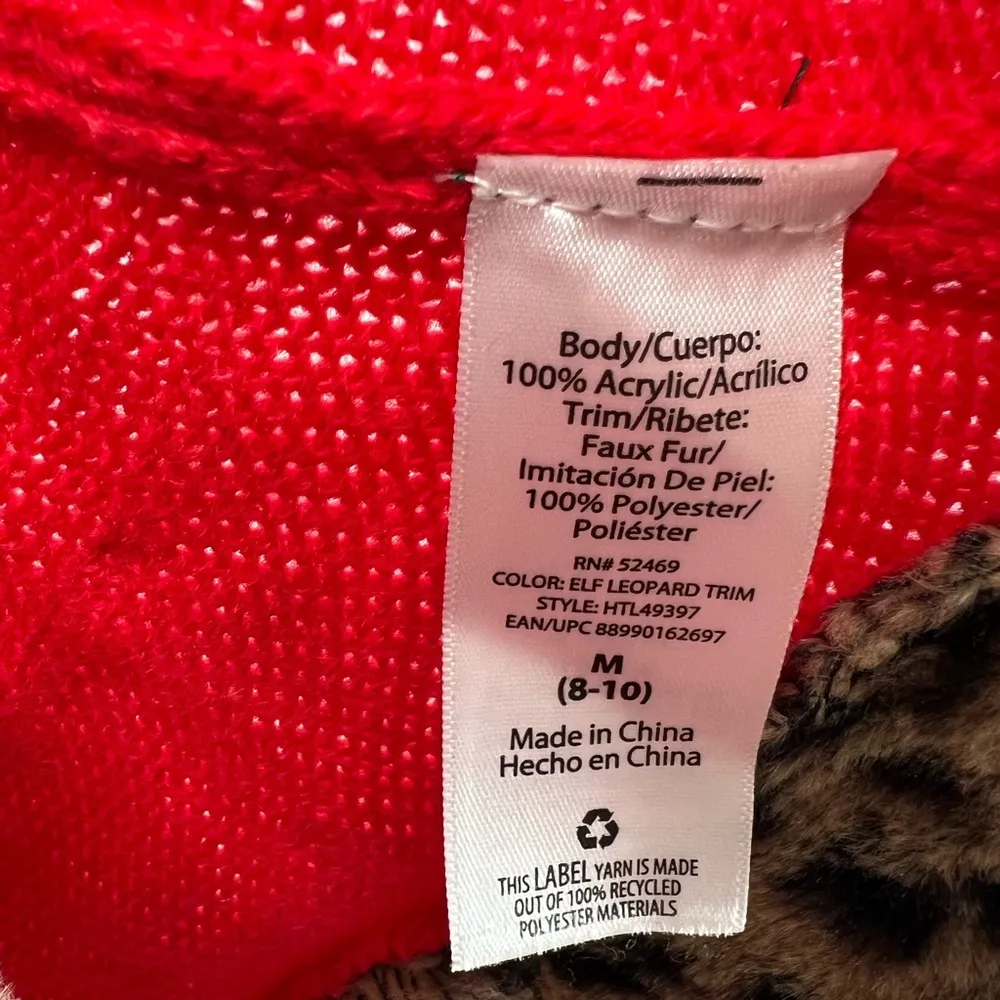 Body/Cuerpo:
100% Acrylic/Acrílico
Trim/Ribete:
Faux Fur/
Imitación De Piel:
100% Polyester/
Poliéster
RN# 52469
COLOR: ELF LEOPARD TRIM
STYLE: HTL49397
EAN/UPC 88990162697
M
(8-10)
Made in China
Hecho en China
THIS LABEL YARN IS MADE
OUT OF 100% RECYCLED
POLYESTER MATERIALS